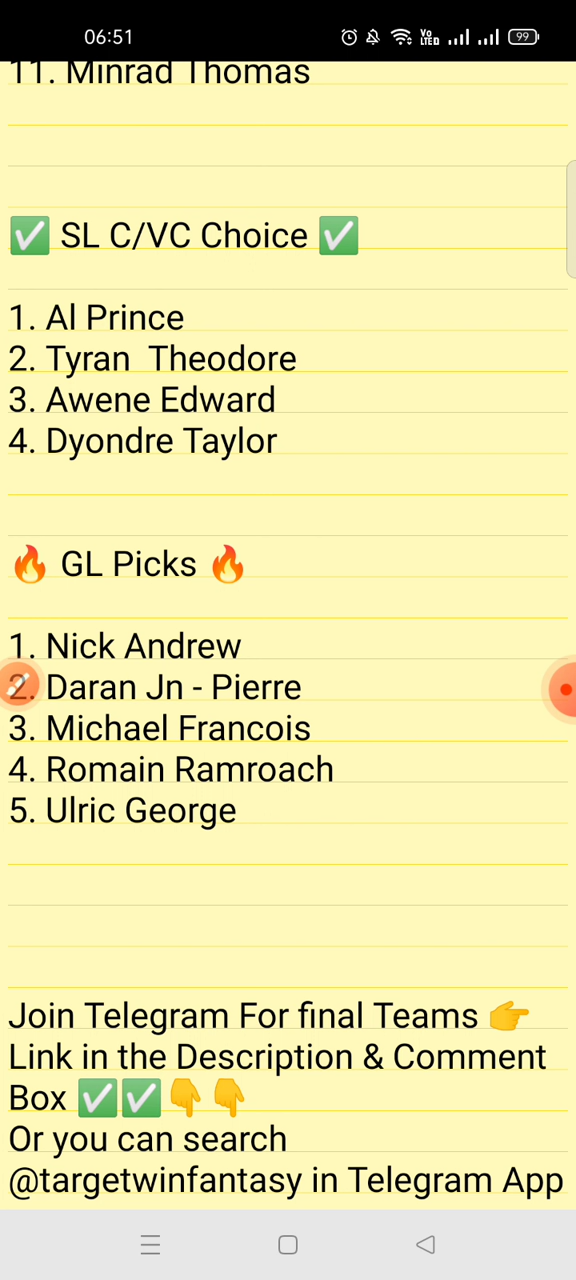 06:51
VoLTED
99
11. Minrad Thomas
✅ SL C/VC Choice ✅
1. Al Prince
2. Tyran  Theodore
3. Awene Edward
4. Dyondre Taylor
🔥 GL Picks 🔥
1. Nick Andrew
2. Daran Jn - Pierre
3. Michael Francois
4. Romain Ramroach
5. Ulric George
Join Telegram For final Teams 👉
Link in the Description & Comment
Box ✅✅👇👇
Or you can search
@targetwinfantasy in Telegram App